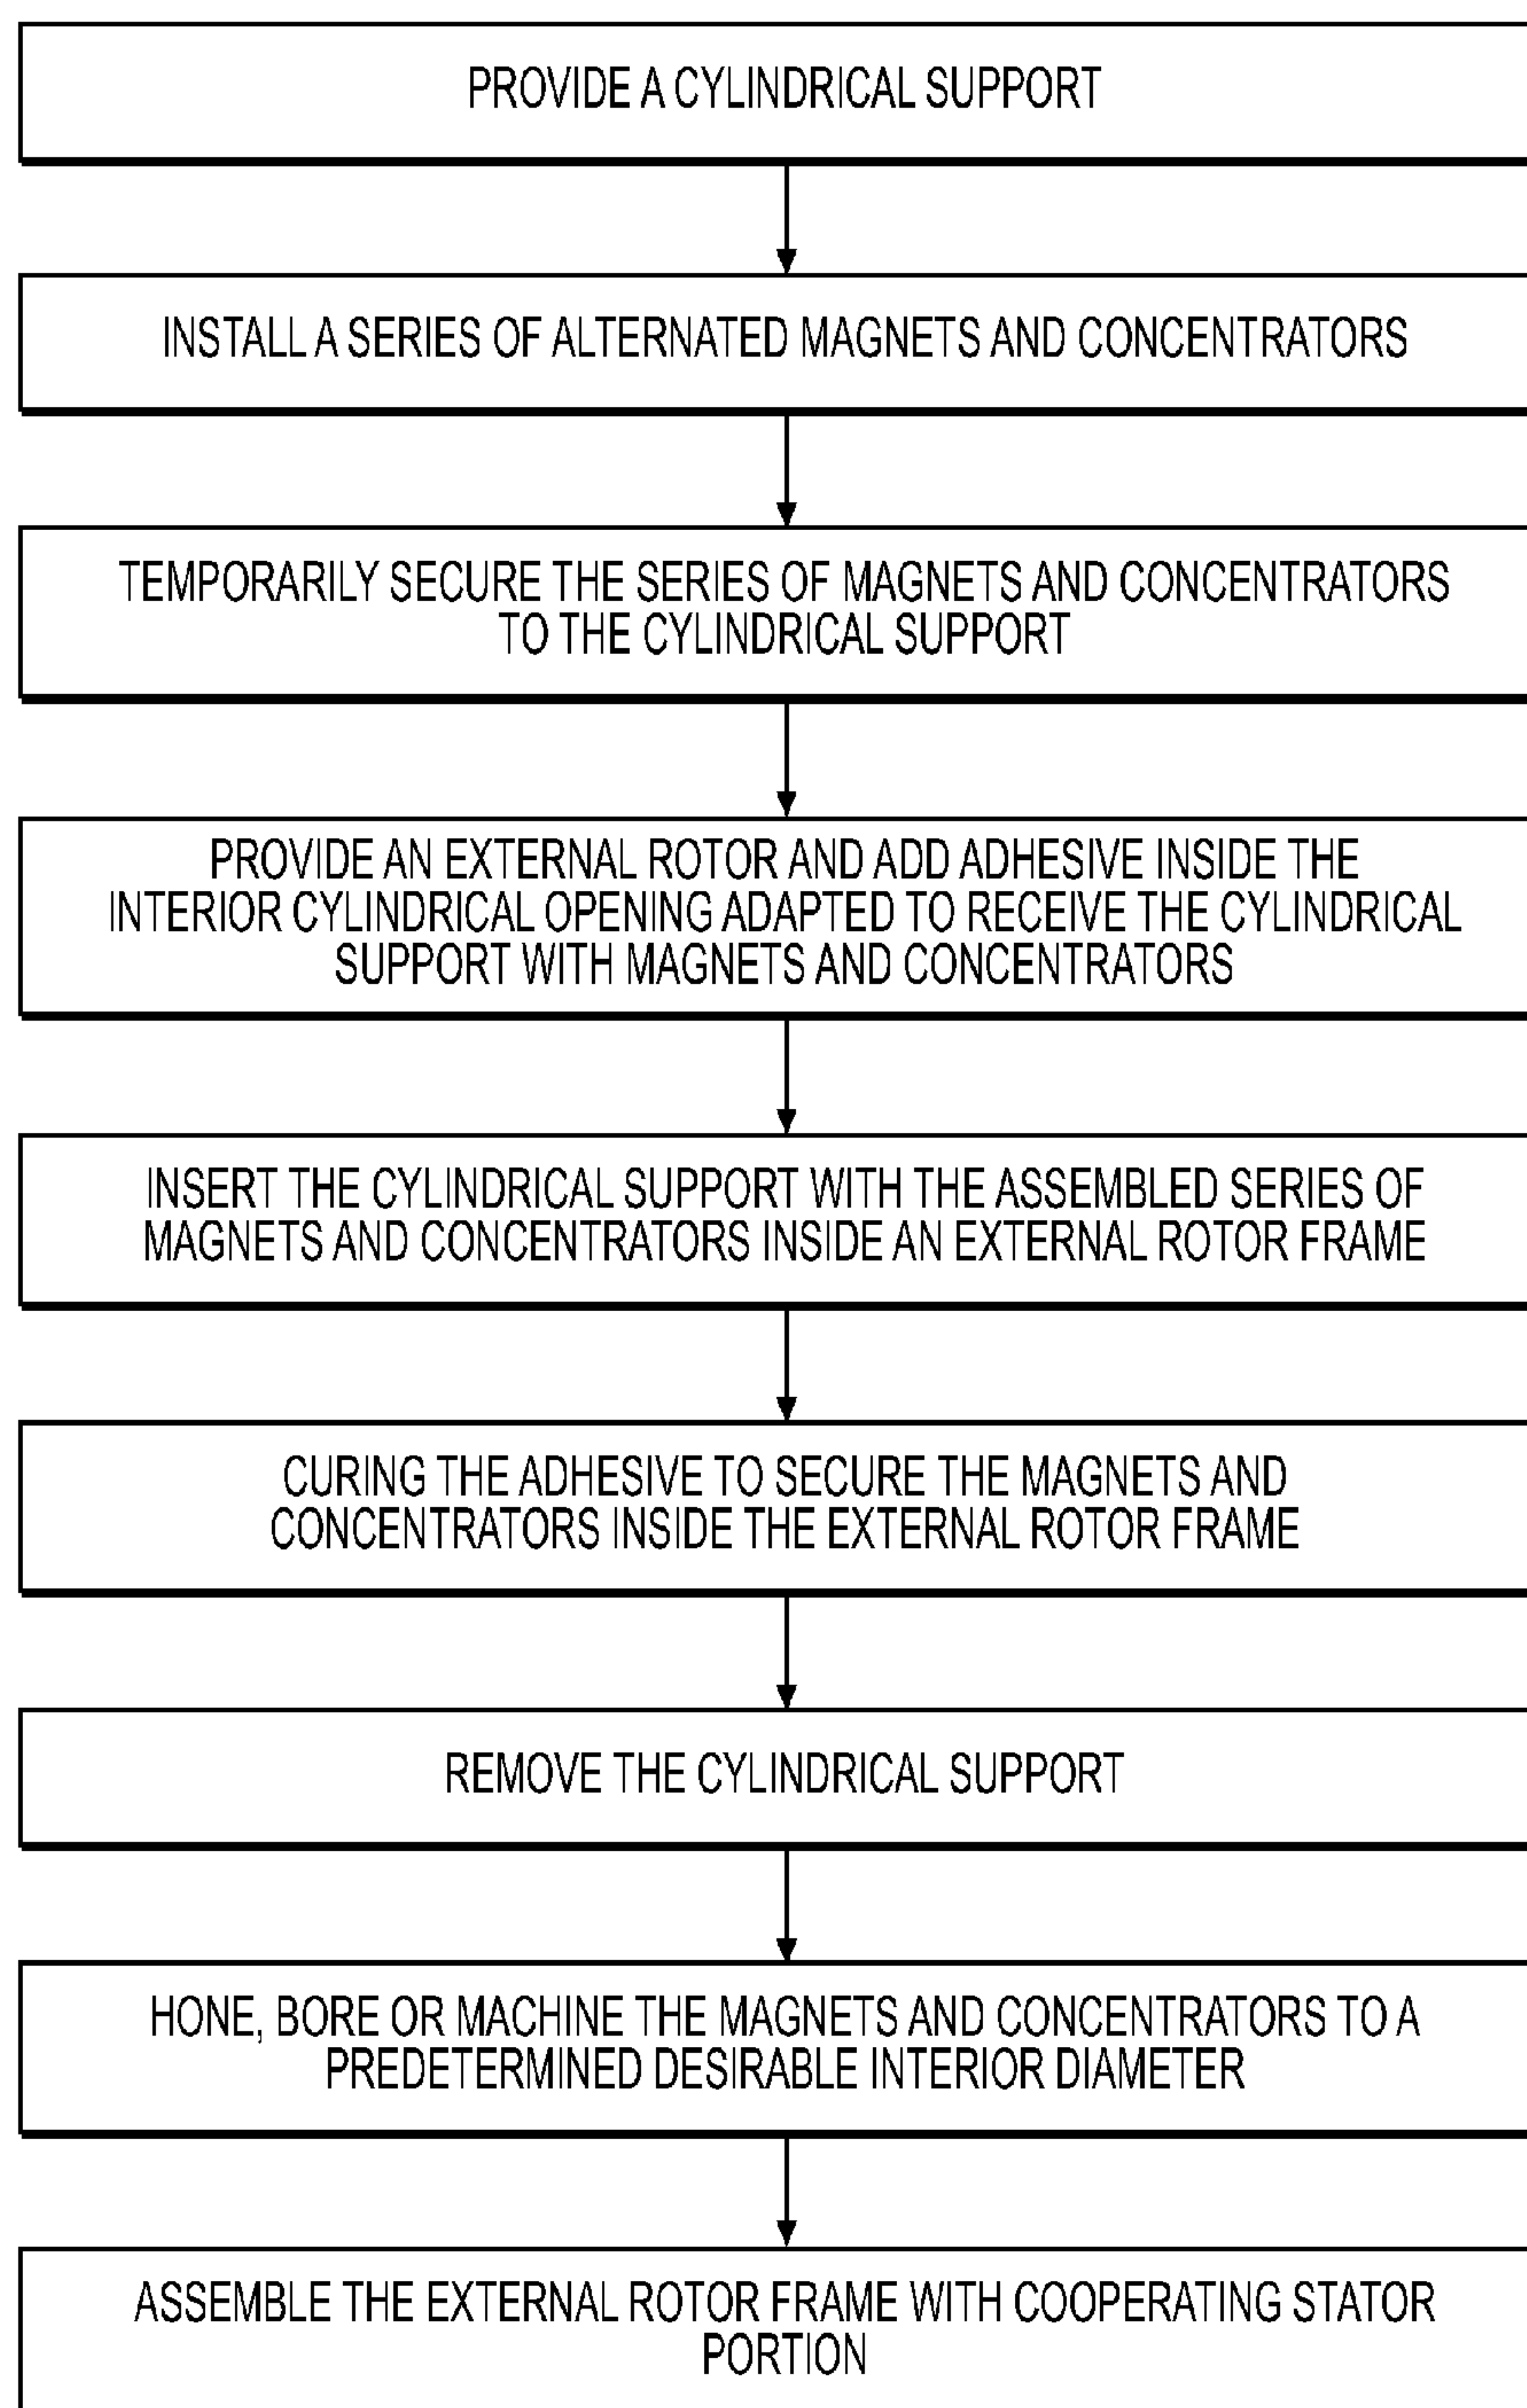 PROVIDE A CYLINDRICAL SUPPORT
INSTALL A SERIES OF ALTERNATED MAGNETS AND CONCENTRATORS
TEMPORARILY SECURE THE SERIES OF MAGNETS AND CONCENTRATORS
TO THE CYLINDRICAL SUPPORT
PROVIDE AN EXTERNAL ROTOR AND ADD ADHESIVE INSIDE THE
INTERIOR CYLINDRICAL OPENING ADAPTED TO RECEIVE THE CYLINDRICAL
SUPPORT WITH MAGNETS AND CONCENTRATORS
INSERT THE CYLINDRICAL SUPPORT WITH THE ASSEMBLED SERIES OF
MAGNETS AND CONCENTRATORS INSIDE AN EXTERNAL ROTOR FRAME
CURING THE ADHESIVE TO SECURE THE MAGNETS AND
CONCENTRATORS INSIDE THE EXTERNAL ROTOR FRAME
REMOVE THE CYLINDRICAL SUPPORT
HONE, BORE OR MACHINE THE MAGNETS AND CONCENTRATORS TO A
PREDETERMINED DESIRABLE INTERIOR DIAMETER
ASSEMBLE THE EXTERNAL ROTOR FRAME WITH COOPERATING STATOR
PORTION